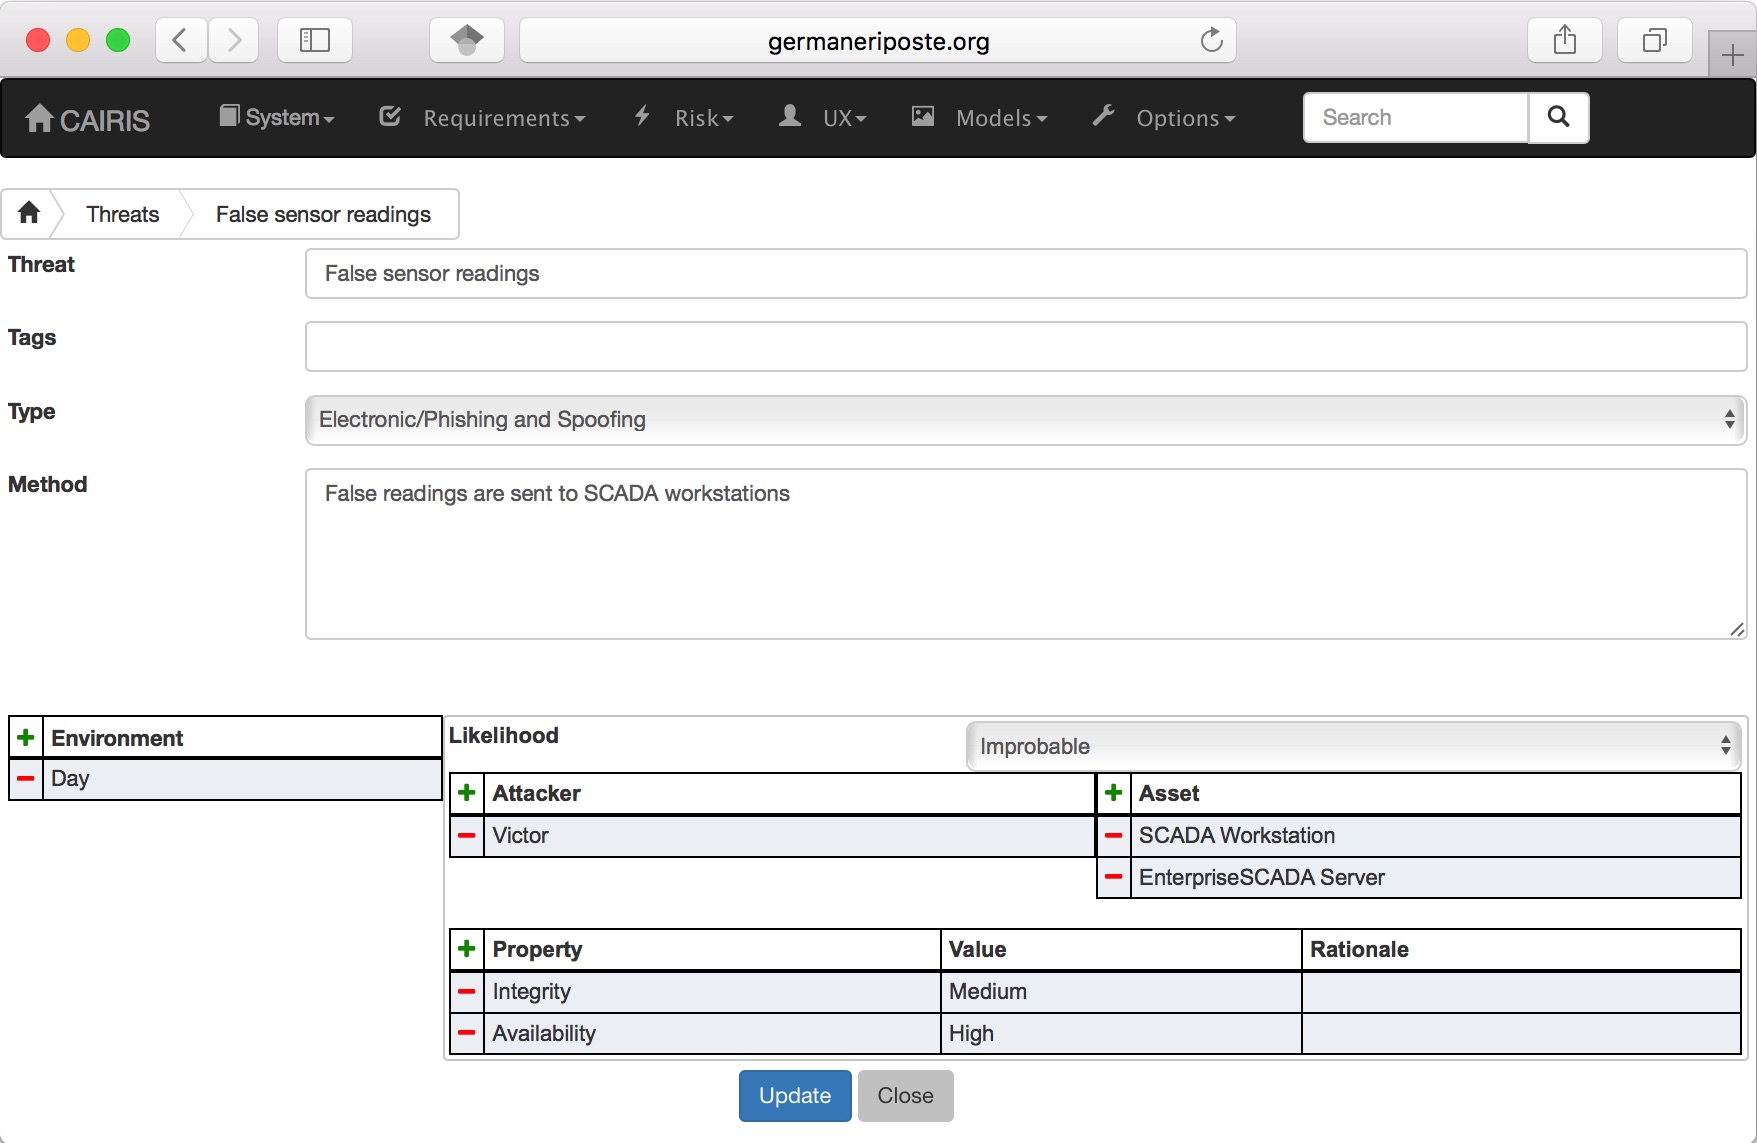 germaneriposte.org
CAIRIS System Requirements Risk UX Models Options Search
Threats False sensor readings
Threat False sensor readings
Tags
Type Electronic/Phishing and Spoofing
Method False readings are sent to SCADA workstations
Environment
Day
Likelihood Improbable
Attacker Asset
Victor SCADA Workstation
EnterpriseSCADA Server
Property Value Rationale
Integrity Medium
Availability High
Update Close